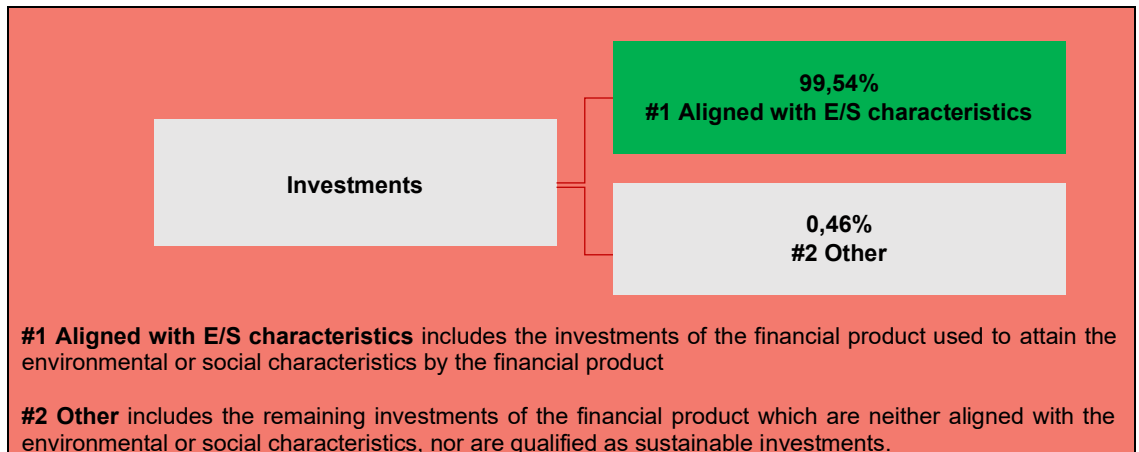 99,54%
#1 Aligned with E/S characteristics
Investments
0,46%
#2 Other
#1 Aligned with E/S characteristics includes the investments of the financial product used to attain the
environmental or social characteristics by the financial product
#2 Other includes the remaining investments of the financial product which are neither aligned with the
environmental or social characteristics, nor are qualified as sustainable investments.